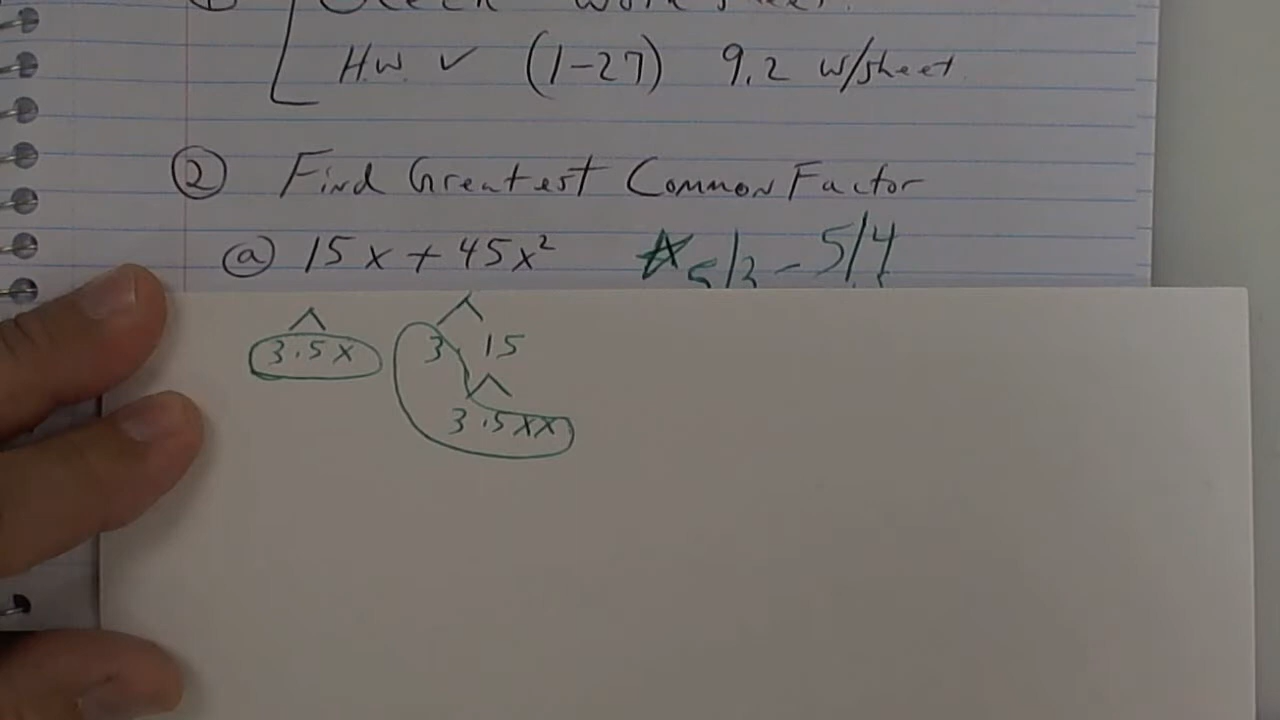 H.W. ✓ (1-27) 9.2 w/sheet
② Find Greatest Common Factor
ⓐ 15x + 45x² ☆ 5/3 - 5/4
3·5x 3 15
3·5xx